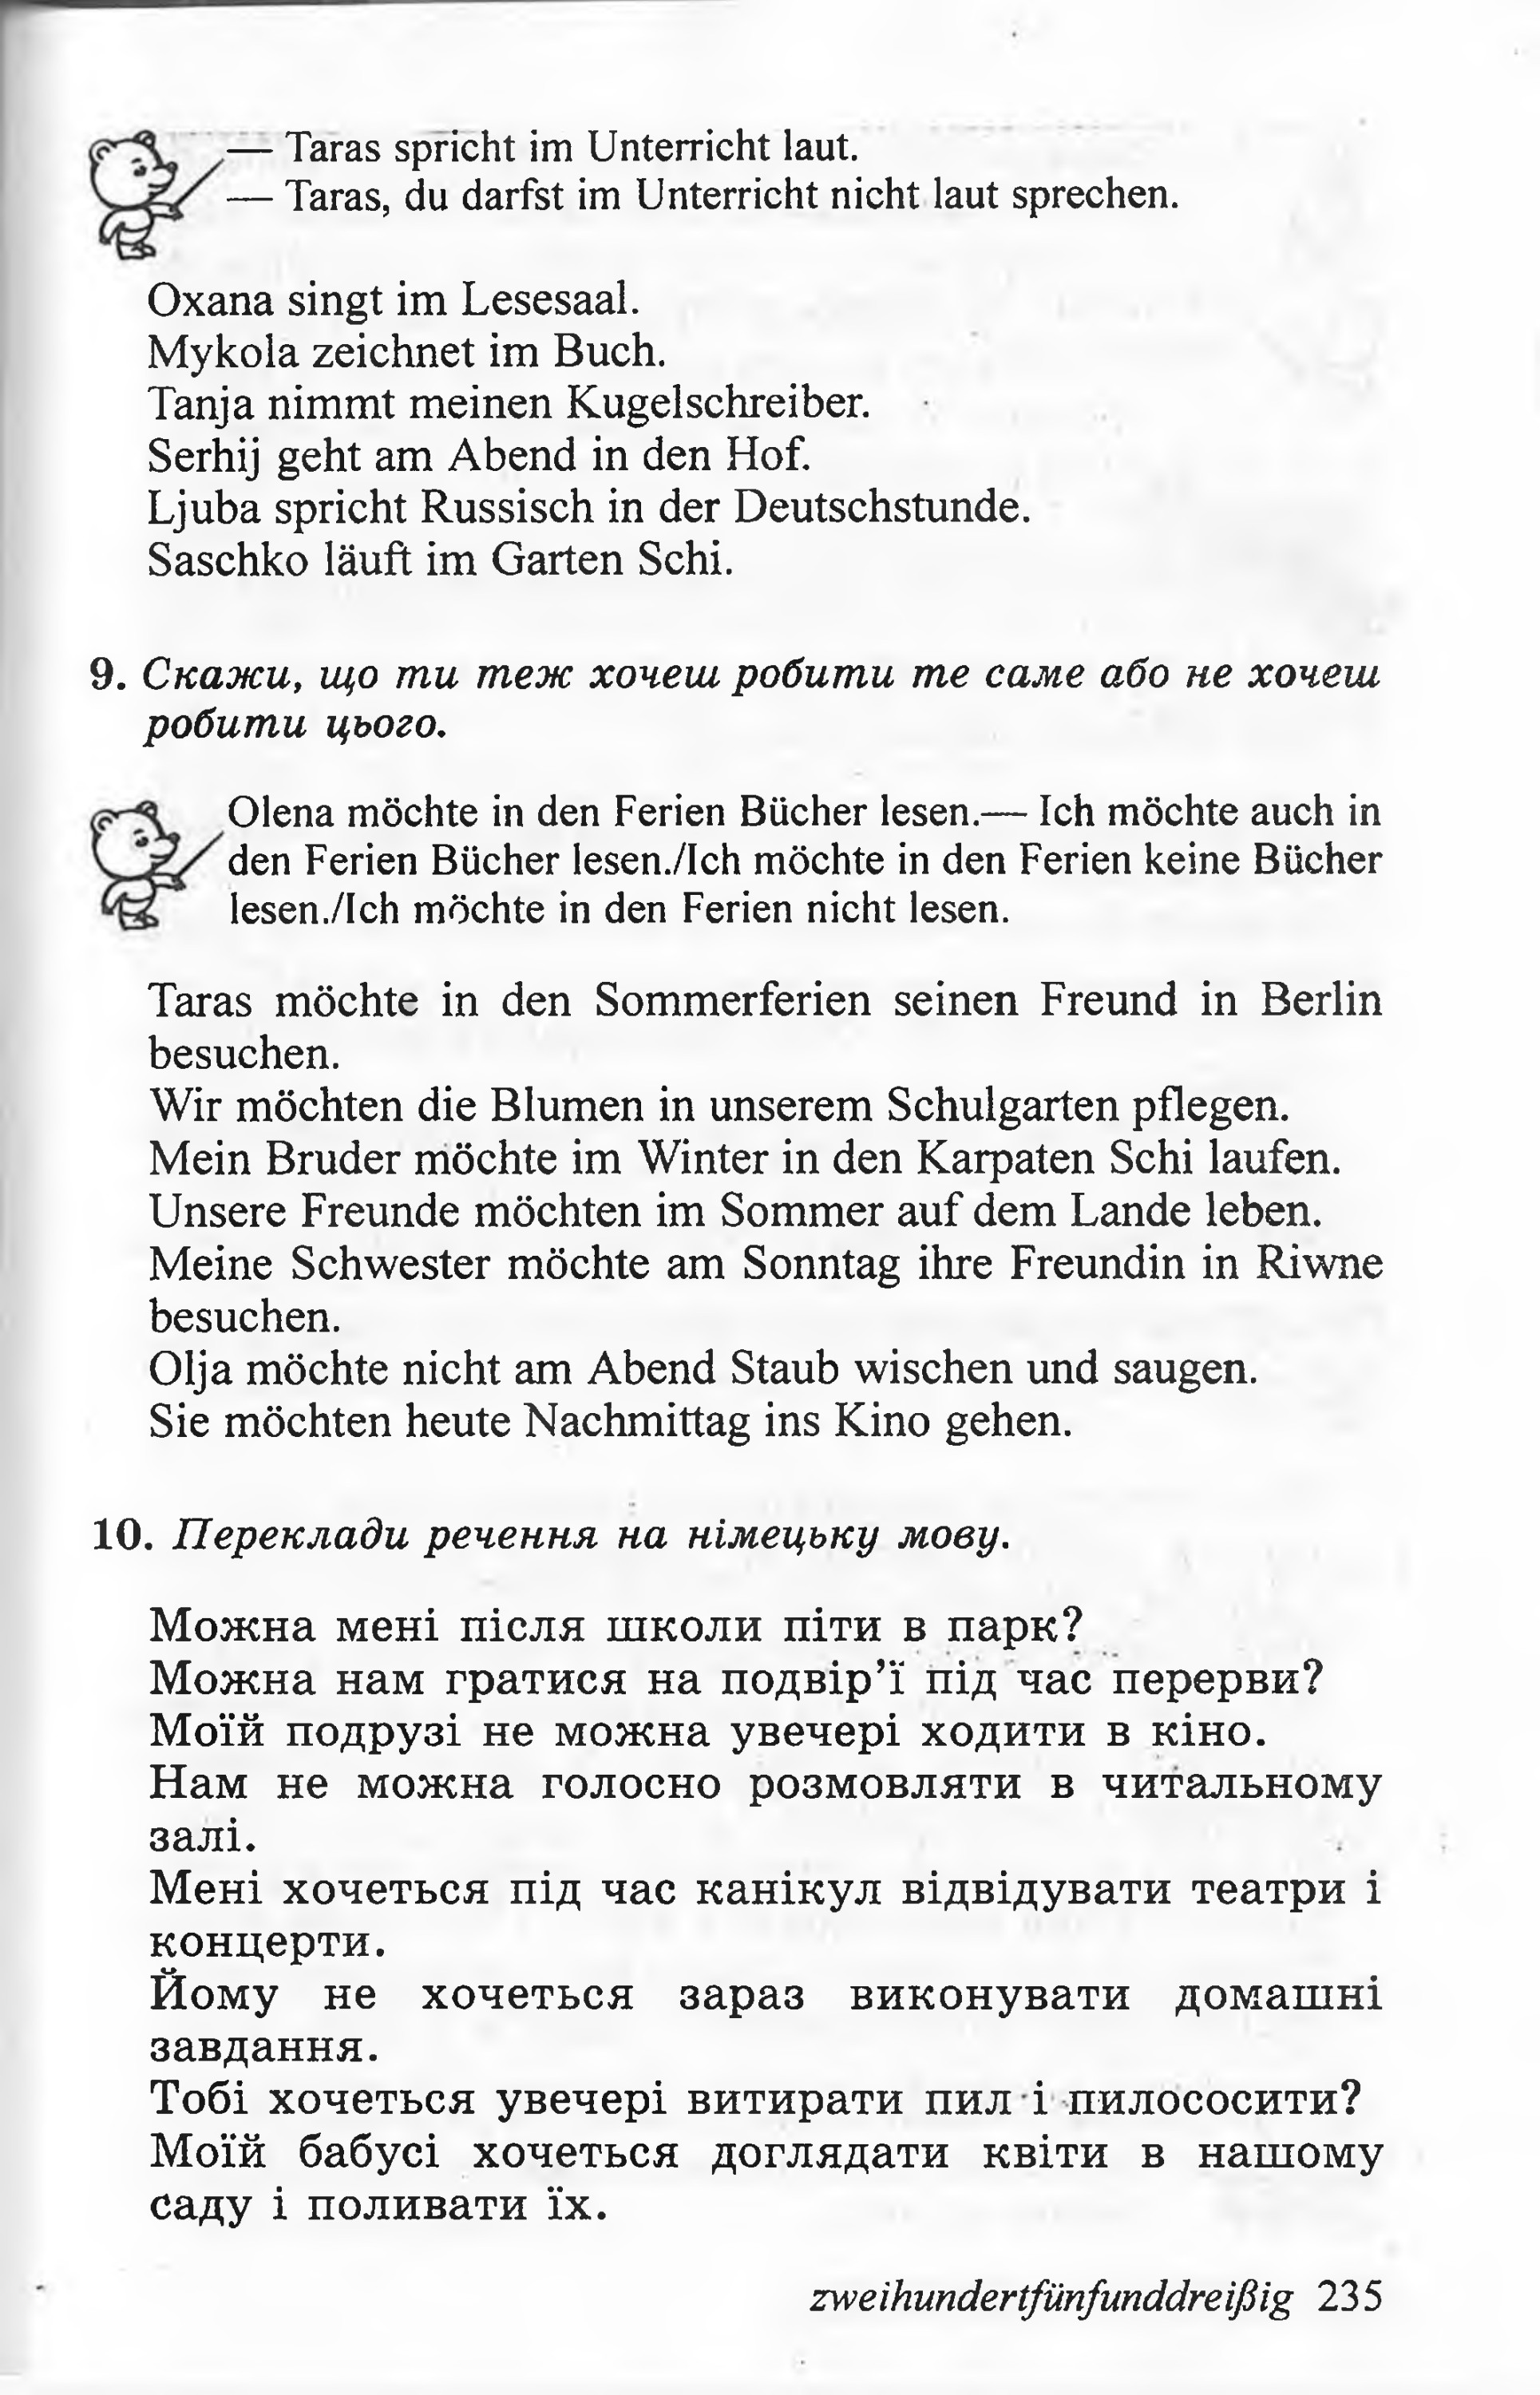 — Taras spricht im Unterricht laut.
— Taras, du darfst im Unterricht nicht laut sprechen.
Oxana singt im Lesesaal.
Mykola zeichnet im Buch.
Tanja nimmt meinen Kugelschreiber.
Serhij geht am Abend in den Hof.
Ljuba spricht Russisch in der Deutschstunde.
Saschko läuft im Garten Schi.
9. Скажи, що ти теж хочеш робити те саме або не хочеш
робити цього.
Olena möchte in den Ferien Bücher lesen.— Ich möchte auch in
den Ferien Bücher lesen./Ich möchte in den Ferien keine Bücher
lesen./Ich möchte in den Ferien nicht lesen.
Taras möchte in den Sommerferien seinen Freund in Berlin
besuchen.
Wir möchten die Blumen in unserem Schulgarten pflegen.
Mein Bruder möchte im Winter in den Karpaten Schi laufen.
Unsere Freunde möchten im Sommer auf dem Lande leben.
Meine Schwester möchte am Sonntag ihre Freundin in Riwne
besuchen.
Olja möchte nicht am Abend Staub wischen und saugen.
Sie möchten heute Nachmittag ins Kino gehen.
10. Переклади речення на німецьку мову.
Можна мені після школи піти в парк?
Можна нам гратися на подвір’ї під час перерви?
Моїй подрузі не можна увечері ходити в кіно.
Нам не можна голосно розмовляти в читальному
залі.
Мені хочеться під час канікул відвідувати театри і
концерти.
Йому не хочеться зараз виконувати домашні
завдання.
Тобі хочеться увечері витирати пил і пилососити?
Моїй бабусі хочеться доглядати квіти в нашому
саду і поливати їх.
zweihundertfünfunddreißig 235